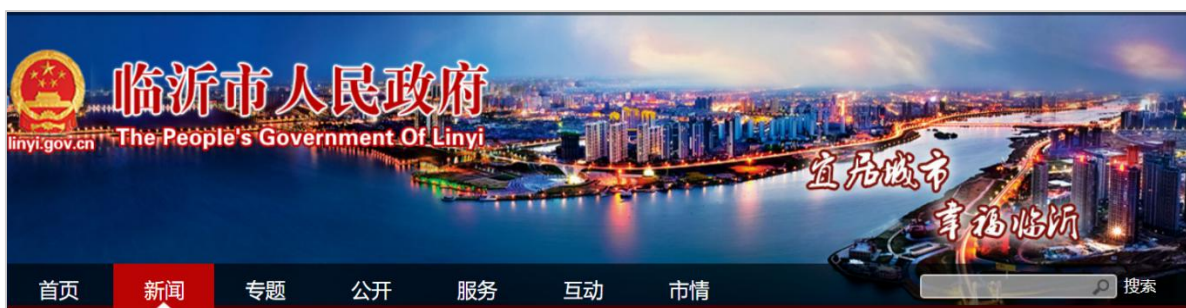 临沂市人民政府
The People's Government Of Linyi
linyi.gov.cn
宜居城市
幸福临沂
首页 新闻 专题 公开 服务 互动 市情 搜索